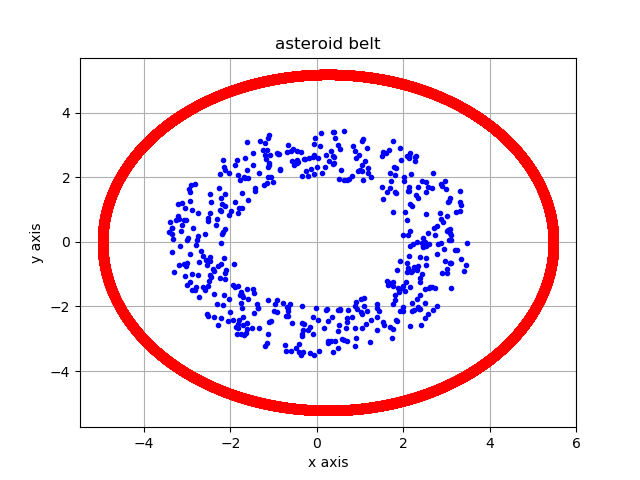 asteroid belt
4
2
0
−2
−4
y axis
−4 −2 0 2 4 6
x axis